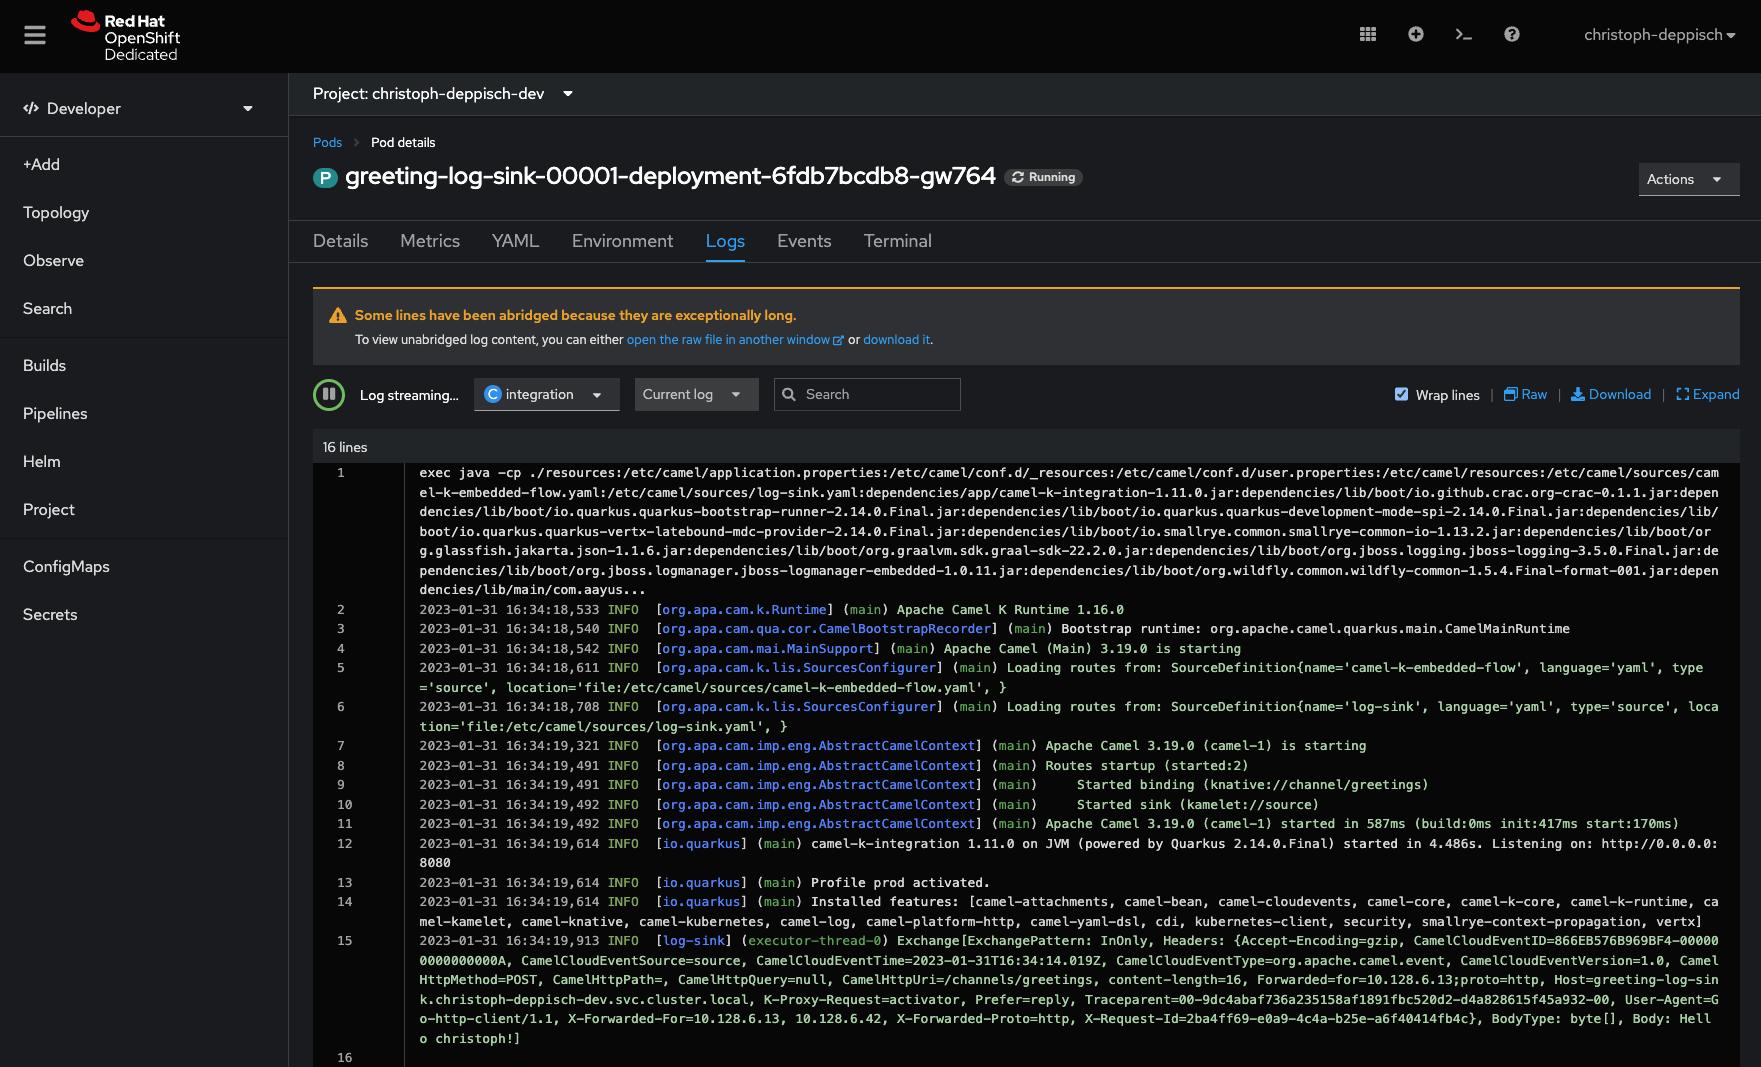 Red Hat
OpenShift
Dedicated
christoph-deppisch
Developer
+Add
Topology
Observe
Search
Builds
Pipelines
Helm
Project
ConfigMaps
Secrets
Project: christoph-deppisch-dev
Pods Pod details
P greeting-log-sink-00001-deployment-6fdb7bcdb8-gw764 Running
Actions
Details Metrics YAML Environment Logs Events Terminal
Some lines have been abridged because they are exceptionally long.
To view unabridged log content, you can either open the raw file in another window or download it.
Log streaming... C integration Current log Search Wrap lines | Raw | Download | Expand
16 lines
1 exec java -cp ./resources:/etc/camel/application.properties:/etc/camel/conf.d/_resources:/etc/camel/conf.d/user.properties:/etc/camel/resources:/etc/camel/sources/cam
el-k-embedded-flow.yaml:/etc/camel/sources/log-sink.yaml:dependencies/app/camel-k-integration-1.11.0.jar:dependencies/lib/boot/io.github.crac.org-crac-0.1.1.jar:depen
dencies/lib/boot/io.quarkus.quarkus-bootstrap-runner-2.14.0.Final.jar:dependencies/lib/boot/io.quarkus.quarkus-development-mode-spi-2.14.0.Final.jar:dependencies/lib/
boot/io.quarkus.quarkus-vertx-latebound-mdc-provider-2.14.0.Final.jar:dependencies/lib/boot/io.smallrye.common.smallrye-common-io-1.13.2.jar:dependencies/lib/boot/or
g.glassfish.jakarta.json-1.1.6.jar:dependencies/lib/boot/org.graalvm.sdk.graal-sdk-22.2.0.jar:dependencies/lib/boot/org.jboss.logging.jboss-logging-3.5.0.Final.jar:de
pendencies/lib/boot/org.jboss.logmanager.jboss-logmanager-embedded-1.0.11.jar:dependencies/lib/boot/org.wildfly.common.wildfly-common-1.5.4.Final-format-001.jar:depen
dencies/lib/main/com.aayus...
2 2023-01-31 16:34:18,533 INFO [org.apa.cam.k.Runtime] (main) Apache Camel K Runtime 1.16.0
3 2023-01-31 16:34:18,540 INFO [org.apa.cam.qua.cor.CamelBootstrapRecorder] (main) Bootstrap runtime: org.apache.camel.quarkus.main.CamelMainRuntime
4 2023-01-31 16:34:18,542 INFO [org.apa.cam.mai.MainSupport] (main) Apache Camel (Main) 3.19.0 is starting
5 2023-01-31 16:34:18,611 INFO [org.apa.cam.k.lis.SourcesConfigurer] (main) Loading routes from: SourceDefinition{name='camel-k-embedded-flow', language='yaml', type
='source', location='file:/etc/camel/sources/camel-k-embedded-flow.yaml', }
6 2023-01-31 16:34:18,708 INFO [org.apa.cam.k.lis.SourcesConfigurer] (main) Loading routes from: SourceDefinition{name='log-sink', language='yaml', type='source', loca
tion='file:/etc/camel/sources/log-sink.yaml', }
7 2023-01-31 16:34:19,321 INFO [org.apa.cam.imp.eng.AbstractCamelContext] (main) Apache Camel 3.19.0 (camel-1) is starting
8 2023-01-31 16:34:19,491 INFO [org.apa.cam.imp.eng.AbstractCamelContext] (main) Routes startup (started:2)
9 2023-01-31 16:34:19,491 INFO [org.apa.cam.imp.eng.AbstractCamelContext] (main) Started binding (knative://channel/greetings)
10 2023-01-31 16:34:19,492 INFO [org.apa.cam.imp.eng.AbstractCamelContext] (main) Started sink (kamelet://source)
11 2023-01-31 16:34:19,492 INFO [org.apa.cam.imp.eng.AbstractCamelContext] (main) Apache Camel 3.19.0 (camel-1) started in 587ms (build:0ms init:417ms start:170ms)
12 2023-01-31 16:34:19,614 INFO [io.quarkus] (main) camel-k-integration 1.11.0 on JVM (powered by Quarkus 2.14.0.Final) started in 4.486s. Listening on: http://0.0.0.0:
8080
13 2023-01-31 16:34:19,614 INFO [io.quarkus] (main) Profile prod activated.
14 2023-01-31 16:34:19,614 INFO [io.quarkus] (main) Installed features: [camel-attachments, camel-bean, camel-cloudevents, camel-core, camel-k-core, camel-k-runtime, ca
mel-kamelet, camel-knative, camel-kubernetes, camel-log, camel-platform-http, camel-yaml-dsl, cdi, kubernetes-client, security, smallrye-context-propagation, vertx]
15 2023-01-31 16:34:19,913 INFO [log-sink] (executor-thread-0) Exchange[ExchangePattern: InOnly, Headers: {Accept-Encoding=gzip, CamelCloudEventID=866EB576B969BF4-00000
0000000000A, CamelCloudEventSource=source, CamelCloudEventTime=2023-01-31T16:34:14.019Z, CamelCloudEventType=org.apache.camel.event, CamelCloudEventVersion=1.0, Camel
HttpMethod=POST, CamelHttpPath=, CamelHttpQuery=null, CamelHttpUri=/channels/greetings, content-length=16, Forwarded=for=10.128.6.13;proto=http, Host=greeting-log-sin
k.christoph-deppisch-dev.svc.cluster.local, K-Proxy-Request=activator, Prefer=reply, Traceparent=00-9dc4abaf736a235158af1891fbc520d2-d4a828615f45a932-00, User-Agent=G
o-http-client/1.1, X-Forwarded-For=10.128.6.13, 10.128.6.42, X-Forwarded-Proto=http, X-Request-Id=2ba4ff69-e0a9-4c4a-b25e-a6f40414fb4c}, BodyType: byte[], Body: Hell
o christoph!]
16